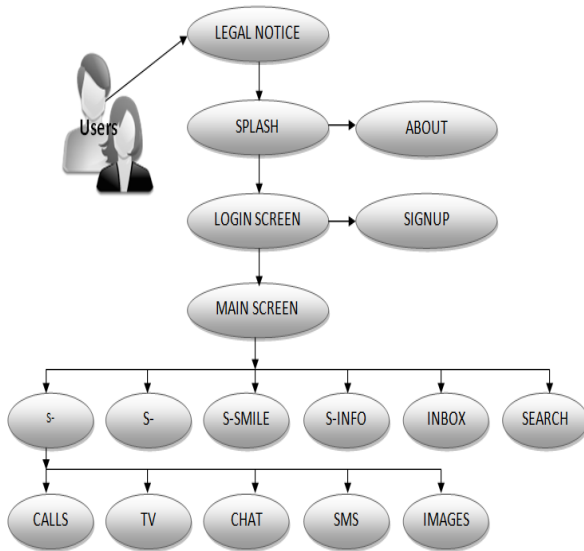 LEGAL NOTICE
Users
SPLASH
ABOUT
LOGIN SCREEN
SIGNUP
MAIN SCREEN
S-
S-
S-SMILE
S-INFO
INBOX
SEARCH
CALLS
TV
CHAT
SMS
IMAGES